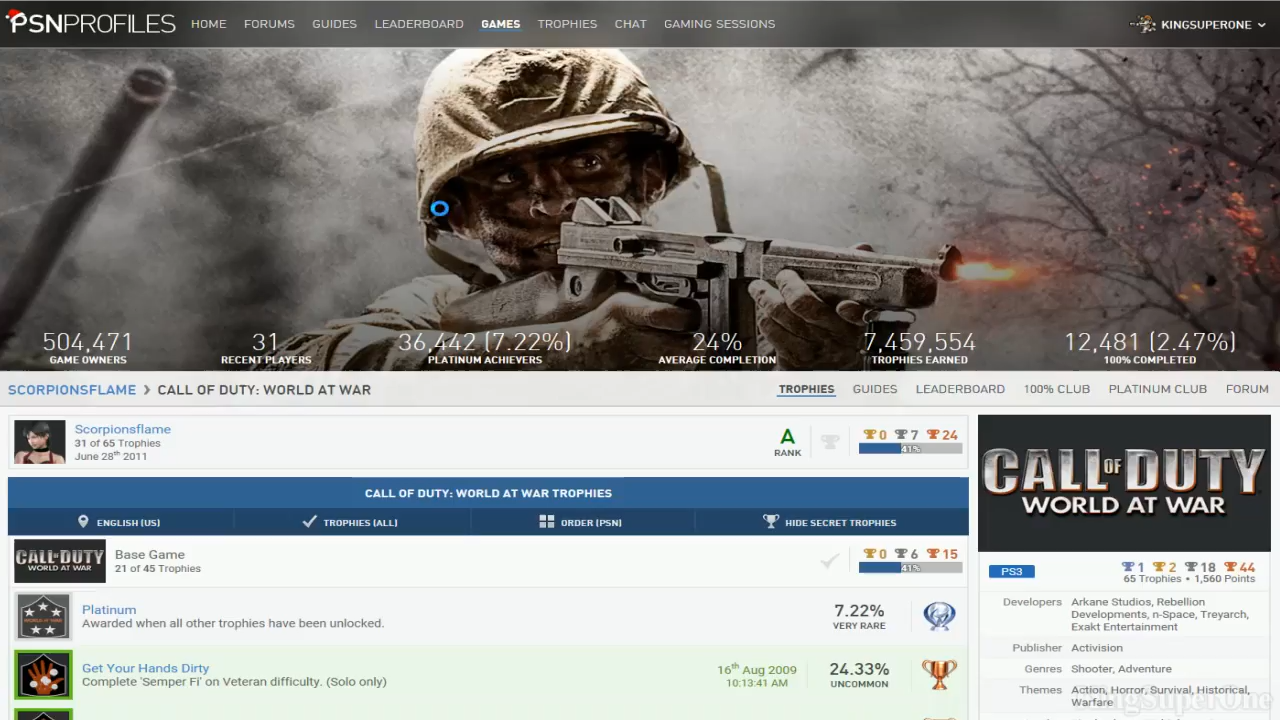 PSNPROFILES HOME FORUMS GUIDES LEADERBOARD GAMES TROPHIES CHAT GAMING SESSIONS KINGSUPERONE
504,471 31 36,442 (7.22%) 24% 7,459,554 12,481 (2.47%)
GAME OWNERS RECENT PLAYERS PLATINUM ACHIEVERS AVERAGE COMPLETION TROPHIES EARNED 100% COMPLETED
SCORPIONSFLAME > CALL OF DUTY: WORLD AT WAR TROPHIES GUIDES LEADERBOARD 100% CLUB PLATINUM CLUB FORUM
Scorpionsflame
31 of 65 Trophies
June 28th 2011
A
RANK
0 7 24
41%
CALL OF DUTY: WORLD AT WAR TROPHIES
ENGLISH (US) TROPHIES (ALL) ORDER (PSN) HIDE SECRET TROPHIES
CALL OF DUTY
WORLD AT WAR
Base Game
21 of 45 Trophies
0 6 15
41%
Platinum
Awarded when all other trophies have been unlocked.
7.22%
VERY RARE
Get Your Hands Dirty
Complete 'Semper Fi' on Veteran difficulty. (Solo only)
16th Aug 2009
10:13:41 AM
24.33%
UNCOMMON
CALL OF DUTY
WORLD AT WAR
PS3
1 2 18 44
65 Trophies • 1,560 Points
Developers Arkane Studios, Rebellion
Developments, n-Space, Treyarch,
Exakt Entertainment
Publisher Activision
Genres Shooter, Adventure
Themes Action, Horror, Survival, Historical,
Warfare
KingSuperOne